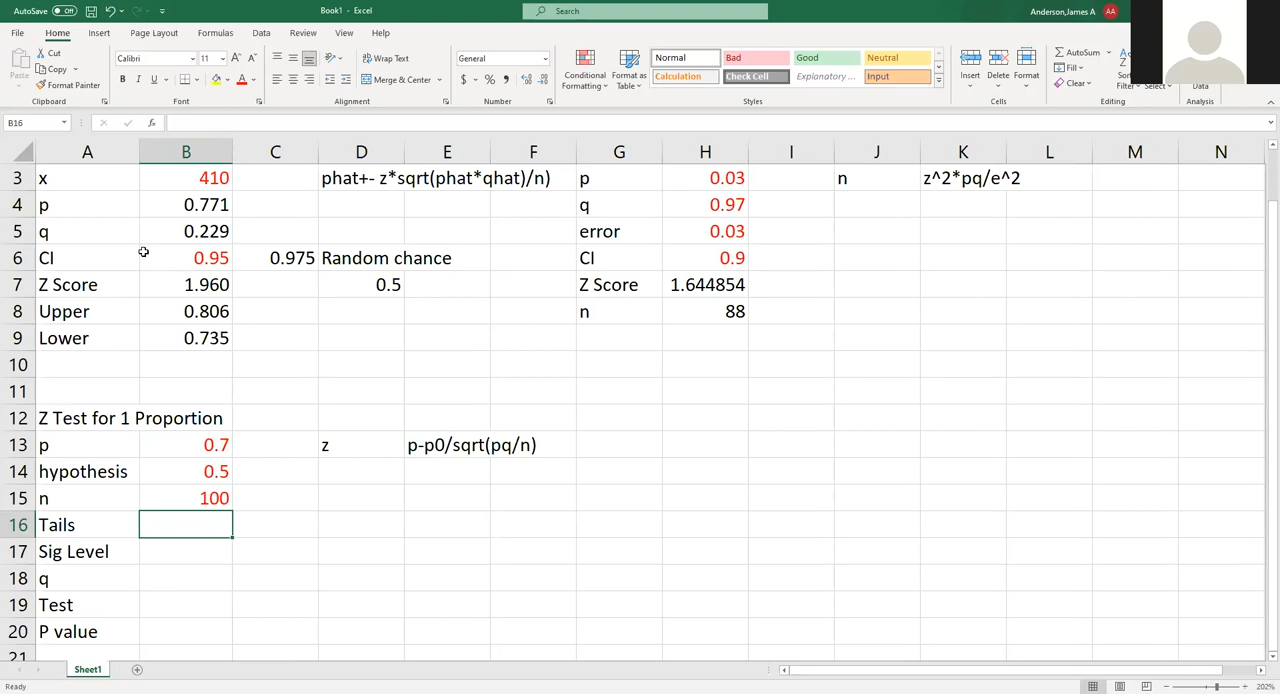 AutoSave Off Book1 - Excel Search Anderson,James A AA
File Home Insert Page Layout Formulas Data Review View Help
Paste Cut Copy Format Painter Clipboard
Calibri 11 B I U Font
Wrap Text Merge & Center Alignment
General $ % Number
Conditional Formatting Format as Table
Normal Bad Good Neutral
Calculation Check Cell Explanatory ... Input
Styles
Insert Delete Format Cells
AutoSum Fill Clear Editing
Data Analysis
B16 fx
A B C D E F G H I J K L M N
3 x 410 phat+- z*sqrt(phat*qhat)/n) p 0.03 n z^2*pq/e^2
4 p 0.771 q 0.97
5 q 0.229 error 0.03
6 CI 0.95 0.975 Random chance CI 0.9
7 Z Score 1.960 0.5 Z Score 1.644854
8 Upper 0.806 n 88
9 Lower 0.735
10
11
12 Z Test for 1 Proportion
13 p 0.7 z p-p0/sqrt(pq/n)
14 hypothesis 0.5
15 n 100
16 Tails
17 Sig Level
18 q
19 Test
20 P value
21
Sheet1
Ready 202%